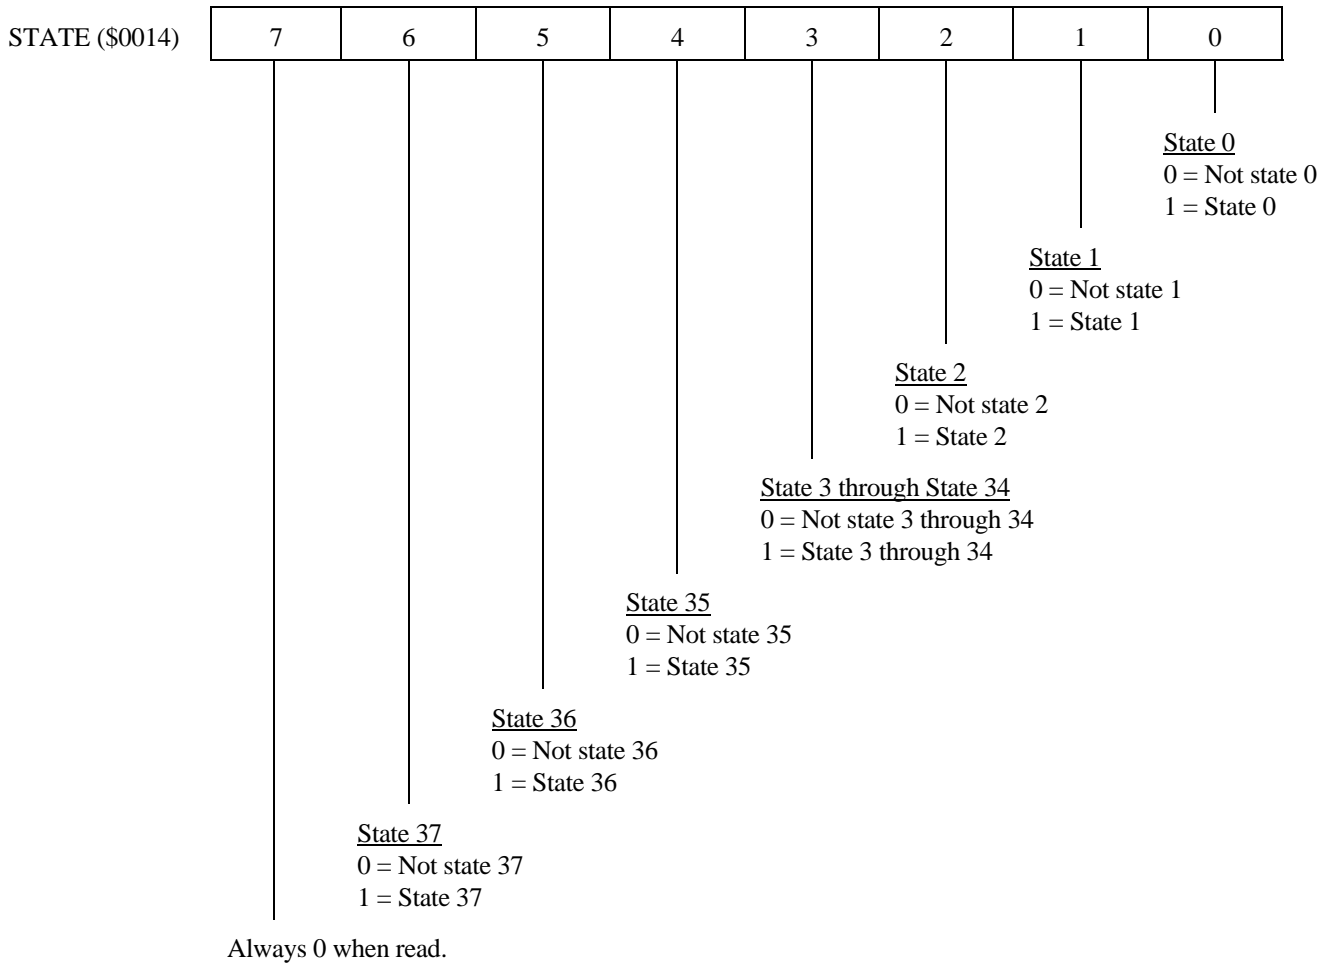 STATE ($0014) 7 6 5 4 3 2 1 0
State 0
0 = Not state 0
1 = State 0
State 1
0 = Not state 1
1 = State 1
State 2
0 = Not state 2
1 = State 2
State 3 through State 34
0 = Not state 3 through 34
1 = State 3 through 34
State 35
0 = Not state 35
1 = State 35
State 36
0 = Not state 36
1 = State 36
State 37
0 = Not state 37
1 = State 37
Always 0 when read.